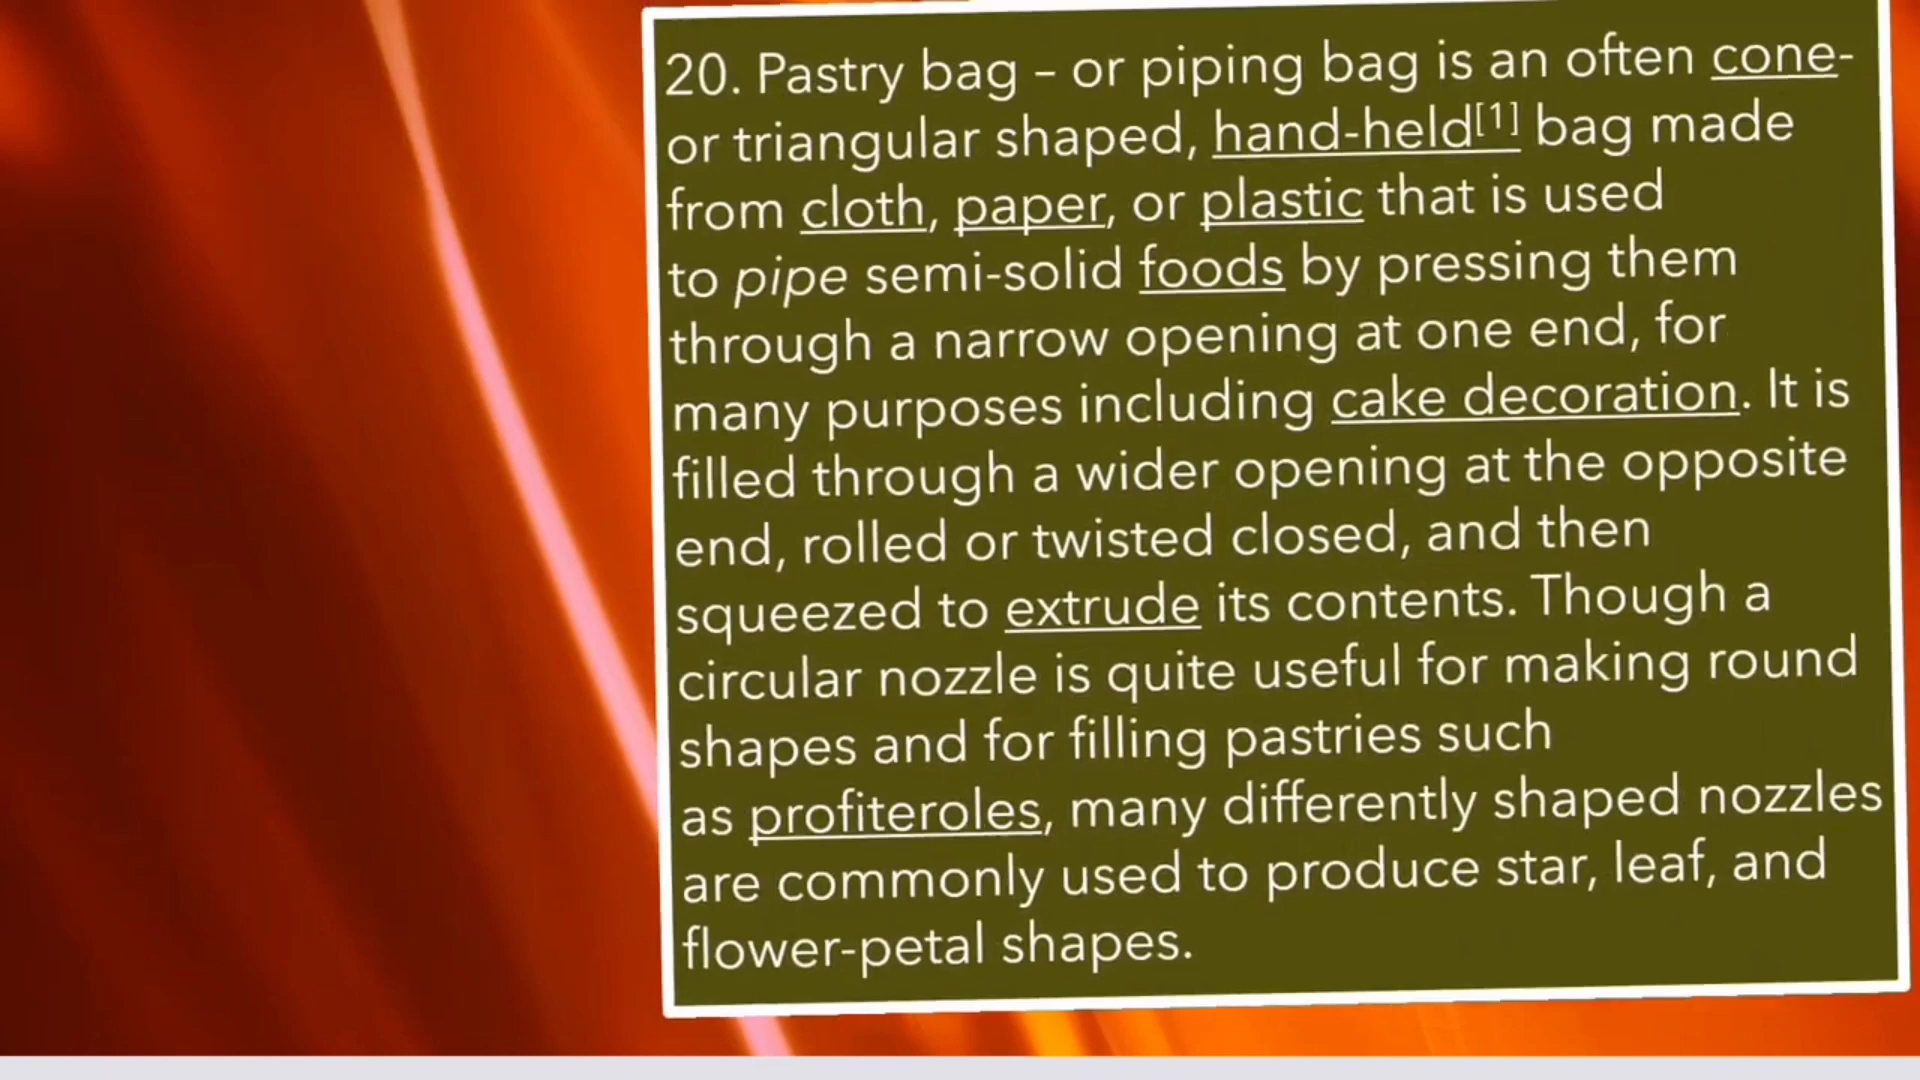 20. Pastry bag – or piping bag is an often cone-
or triangular shaped, hand-held[1] bag made
from cloth, paper, or plastic that is used
to pipe semi-solid foods by pressing them
through a narrow opening at one end, for
many purposes including cake decoration. It is
filled through a wider opening at the opposite
end, rolled or twisted closed, and then
squeezed to extrude its contents. Though a
circular nozzle is quite useful for making round
shapes and for filling pastries such
as profiteroles, many differently shaped nozzles
are commonly used to produce star, leaf, and
flower-petal shapes.